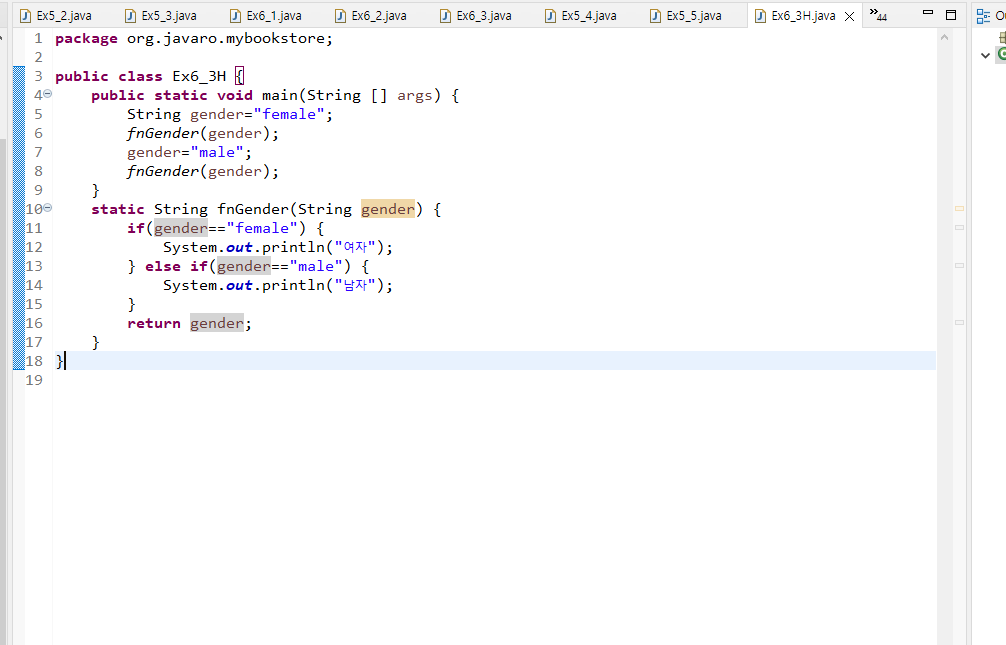 Ex5_2.java Ex5_3.java Ex6_1.java Ex6_2.java Ex6_3.java Ex5_4.java Ex5_5.java Ex6_3H.java »44
1 package org.javaro.mybookstore;
2
3 public class Ex6_3H {
4 public static void main(String [] args) {
5 String gender="female";
6 fnGender(gender);
7 gender="male";
8 fnGender(gender);
9 }
10 static String fnGender(String gender) {
11 if(gender=="female") {
12 System.out.println("여자");
13 } else if(gender=="male") {
14 System.out.println("남자");
15 }
16 return gender;
17 }
18 }
19